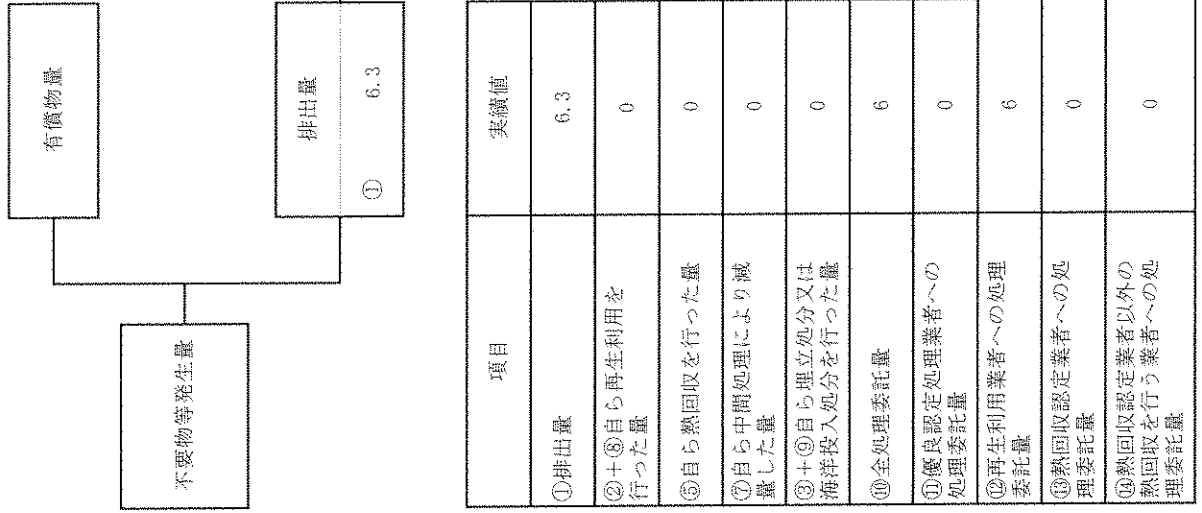 有償物量
不要物等発生量
排出量
① 6.3
項目 実績値
①排出量 6.3
②+⑧自ら再生利用を
行った量 0
⑤自ら熱回収を行った量 0
⑦自ら中間処理により減
量した量 0
③+⑨自ら埋立処分又は
海洋投入処分を行った量 0
⑩全処理委託量 6
⑪優良認定処理業者への
処理委託量 0
⑫再生利用業者への処理
委託量 6
⑬熱回収認定業者への処
理委託量 0
⑭熱回収認定業者以外の
熱回収を行う業者への処
理委託量 0